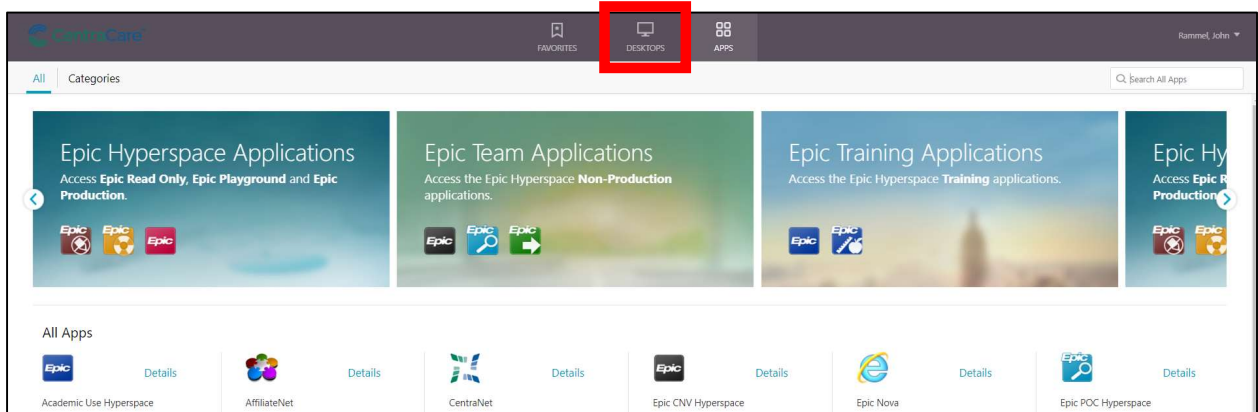 CentraCare
FAVORITES
DESKTOPS
APPS
Rammel, John
All
Categories
Search All Apps
Epic Hyperspace Applications
Access Epic Read Only, Epic Playground and Epic
Production.
Epic
Epic
Epic
Epic Team Applications
Access the Epic Hyperspace Non-Production
applications.
Epic
Epic
Epic
Epic Training Applications
Access the Epic Hyperspace Training applications.
Epic
Epic
Epic Hy
Access Epic R
Production
Epic
Epic
All Apps
Epic
Details
Details
Details
Epic
Details
Details
Epic
Details
Academic Use Hyperspace
AffiliateNet
CentraNet
Epic CNV Hyperspace
Epic Nova
Epic POC Hyperspace